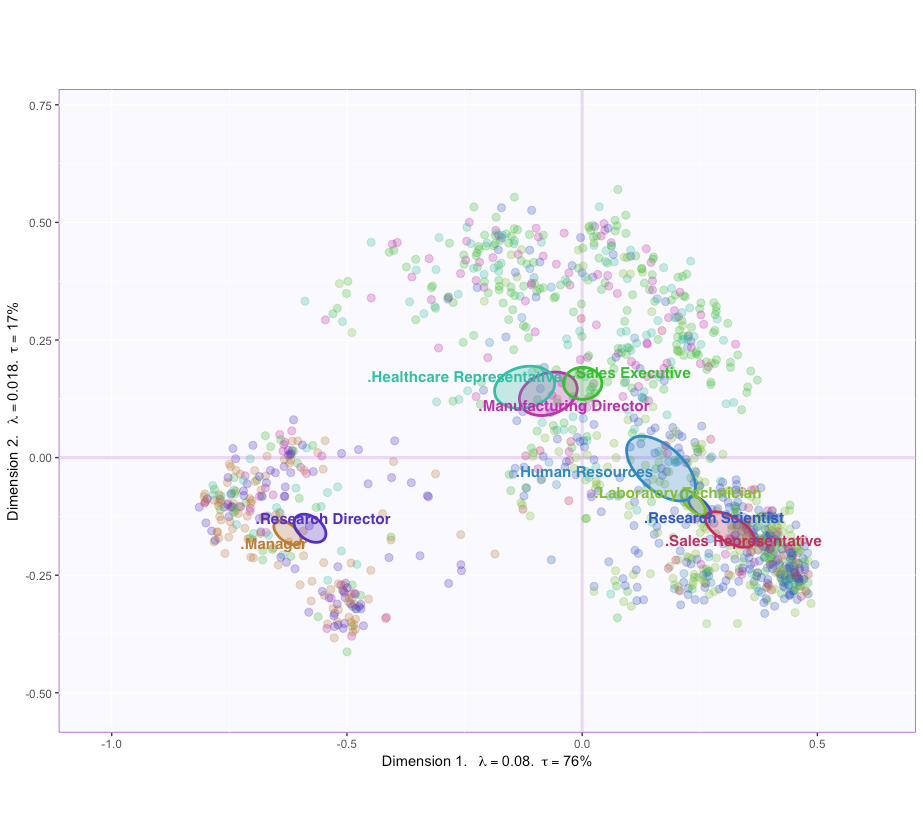 0.75
0.50
0.25
0.00
-0.25
-0.50
Dimension 2. λ = 0.018. τ = 17%
.Healthcare Representative
.Sales Executive
.Manufacturing Director
.Human Resources
.Laboratory Technician
.Research Director
.Research Scientist
.Manager
.Sales Representative
-1.0 -0.5 0.0 0.5
Dimension 1. λ = 0.08. τ = 76%